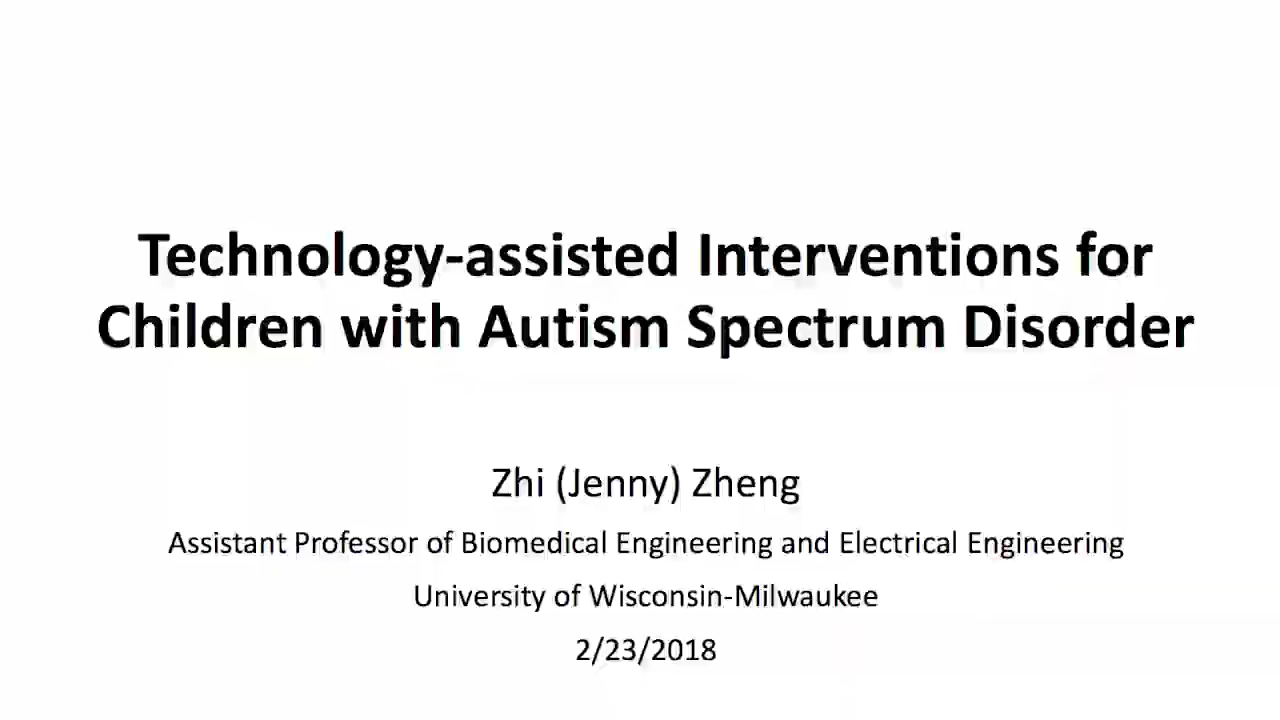 Technology-assisted Interventions for
Children with Autism Spectrum Disorder
Zhi (Jenny) Zheng
Assistant Professor of Biomedical Engineering and Electrical Engineering
University of Wisconsin-Milwaukee
2/23/2018